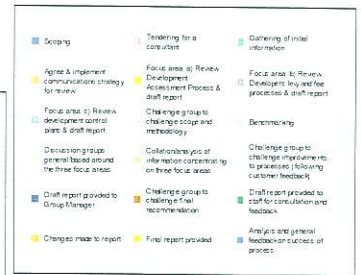 Scoping
Tendering for a
consultant
Gathering of initial
information
Agree & implement
communications strategy
for review
Focus area: a) Review
Development
Assessment Process &
draft report
Focus area: b) Review
Developers levy and fee
processes & draft report
Focus area: c) Review
development control
plans & draft report
Challenge group to
challenge scope and
methodology
Benchmarking
Discussion groups
general based around
the three focus areas
Collation/analysis of
information concentrating
on three focus areas
Challenge group to
challenge improvements
to processes (following
customer feedback)
Draft report provided to
Group Manager
Challenge group to
challenge final
recommendation
Draft report provided to
staff for consultation and
feedback
Changes made to report
Final report provided
Analysis and general
feedback on success of
process